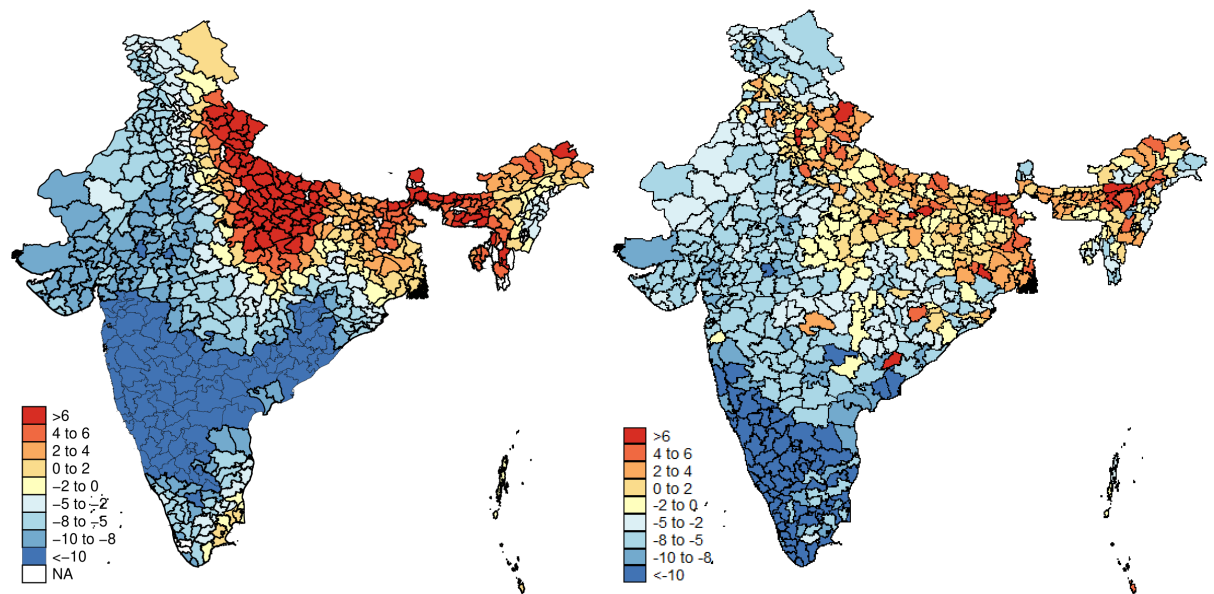 >6
4 to 6
2 to 4
0 to 2
−2 to 0
−5 to −2
−8 to −5
−10 to −8
<−10
NA
>6
4 to 6
2 to 4
0 to 2
-2 to 0
-5 to -2
-8 to -5
-10 to -8
<-10